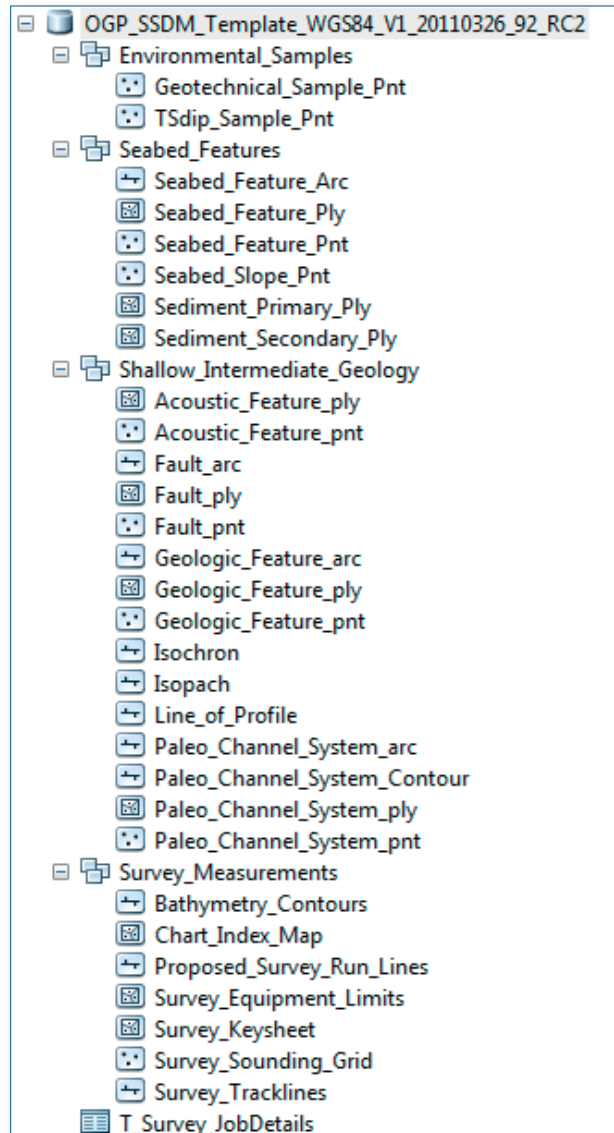 OGP_SSDM_Template_WGS84_V1_20110326_92_RC2
Environmental_Samples
Geotechnical_Sample_Pnt
TSdip_Sample_Pnt
Seabed_Features
Seabed_Feature_Arc
Seabed_Feature_Ply
Seabed_Feature_Pnt
Seabed_Slope_Pnt
Sediment_Primary_Ply
Sediment_Secondary_Ply
Shallow_Intermediate_Geology
Acoustic_Feature_ply
Acoustic_Feature_pnt
Fault_arc
Fault_ply
Fault_pnt
Geologic_Feature_arc
Geologic_Feature_ply
Geologic_Feature_pnt
Isochron
Isopach
Line_of_Profile
Paleo_Channel_System_arc
Paleo_Channel_System_Contour
Paleo_Channel_System_ply
Paleo_Channel_System_pnt
Survey_Measurements
Bathymetry_Contours
Chart_Index_Map
Proposed_Survey_Run_Lines
Survey_Equipment_Limits
Survey_Keysheet
Survey_Sounding_Grid
Survey_Tracklines
T_Survey_JobDetails